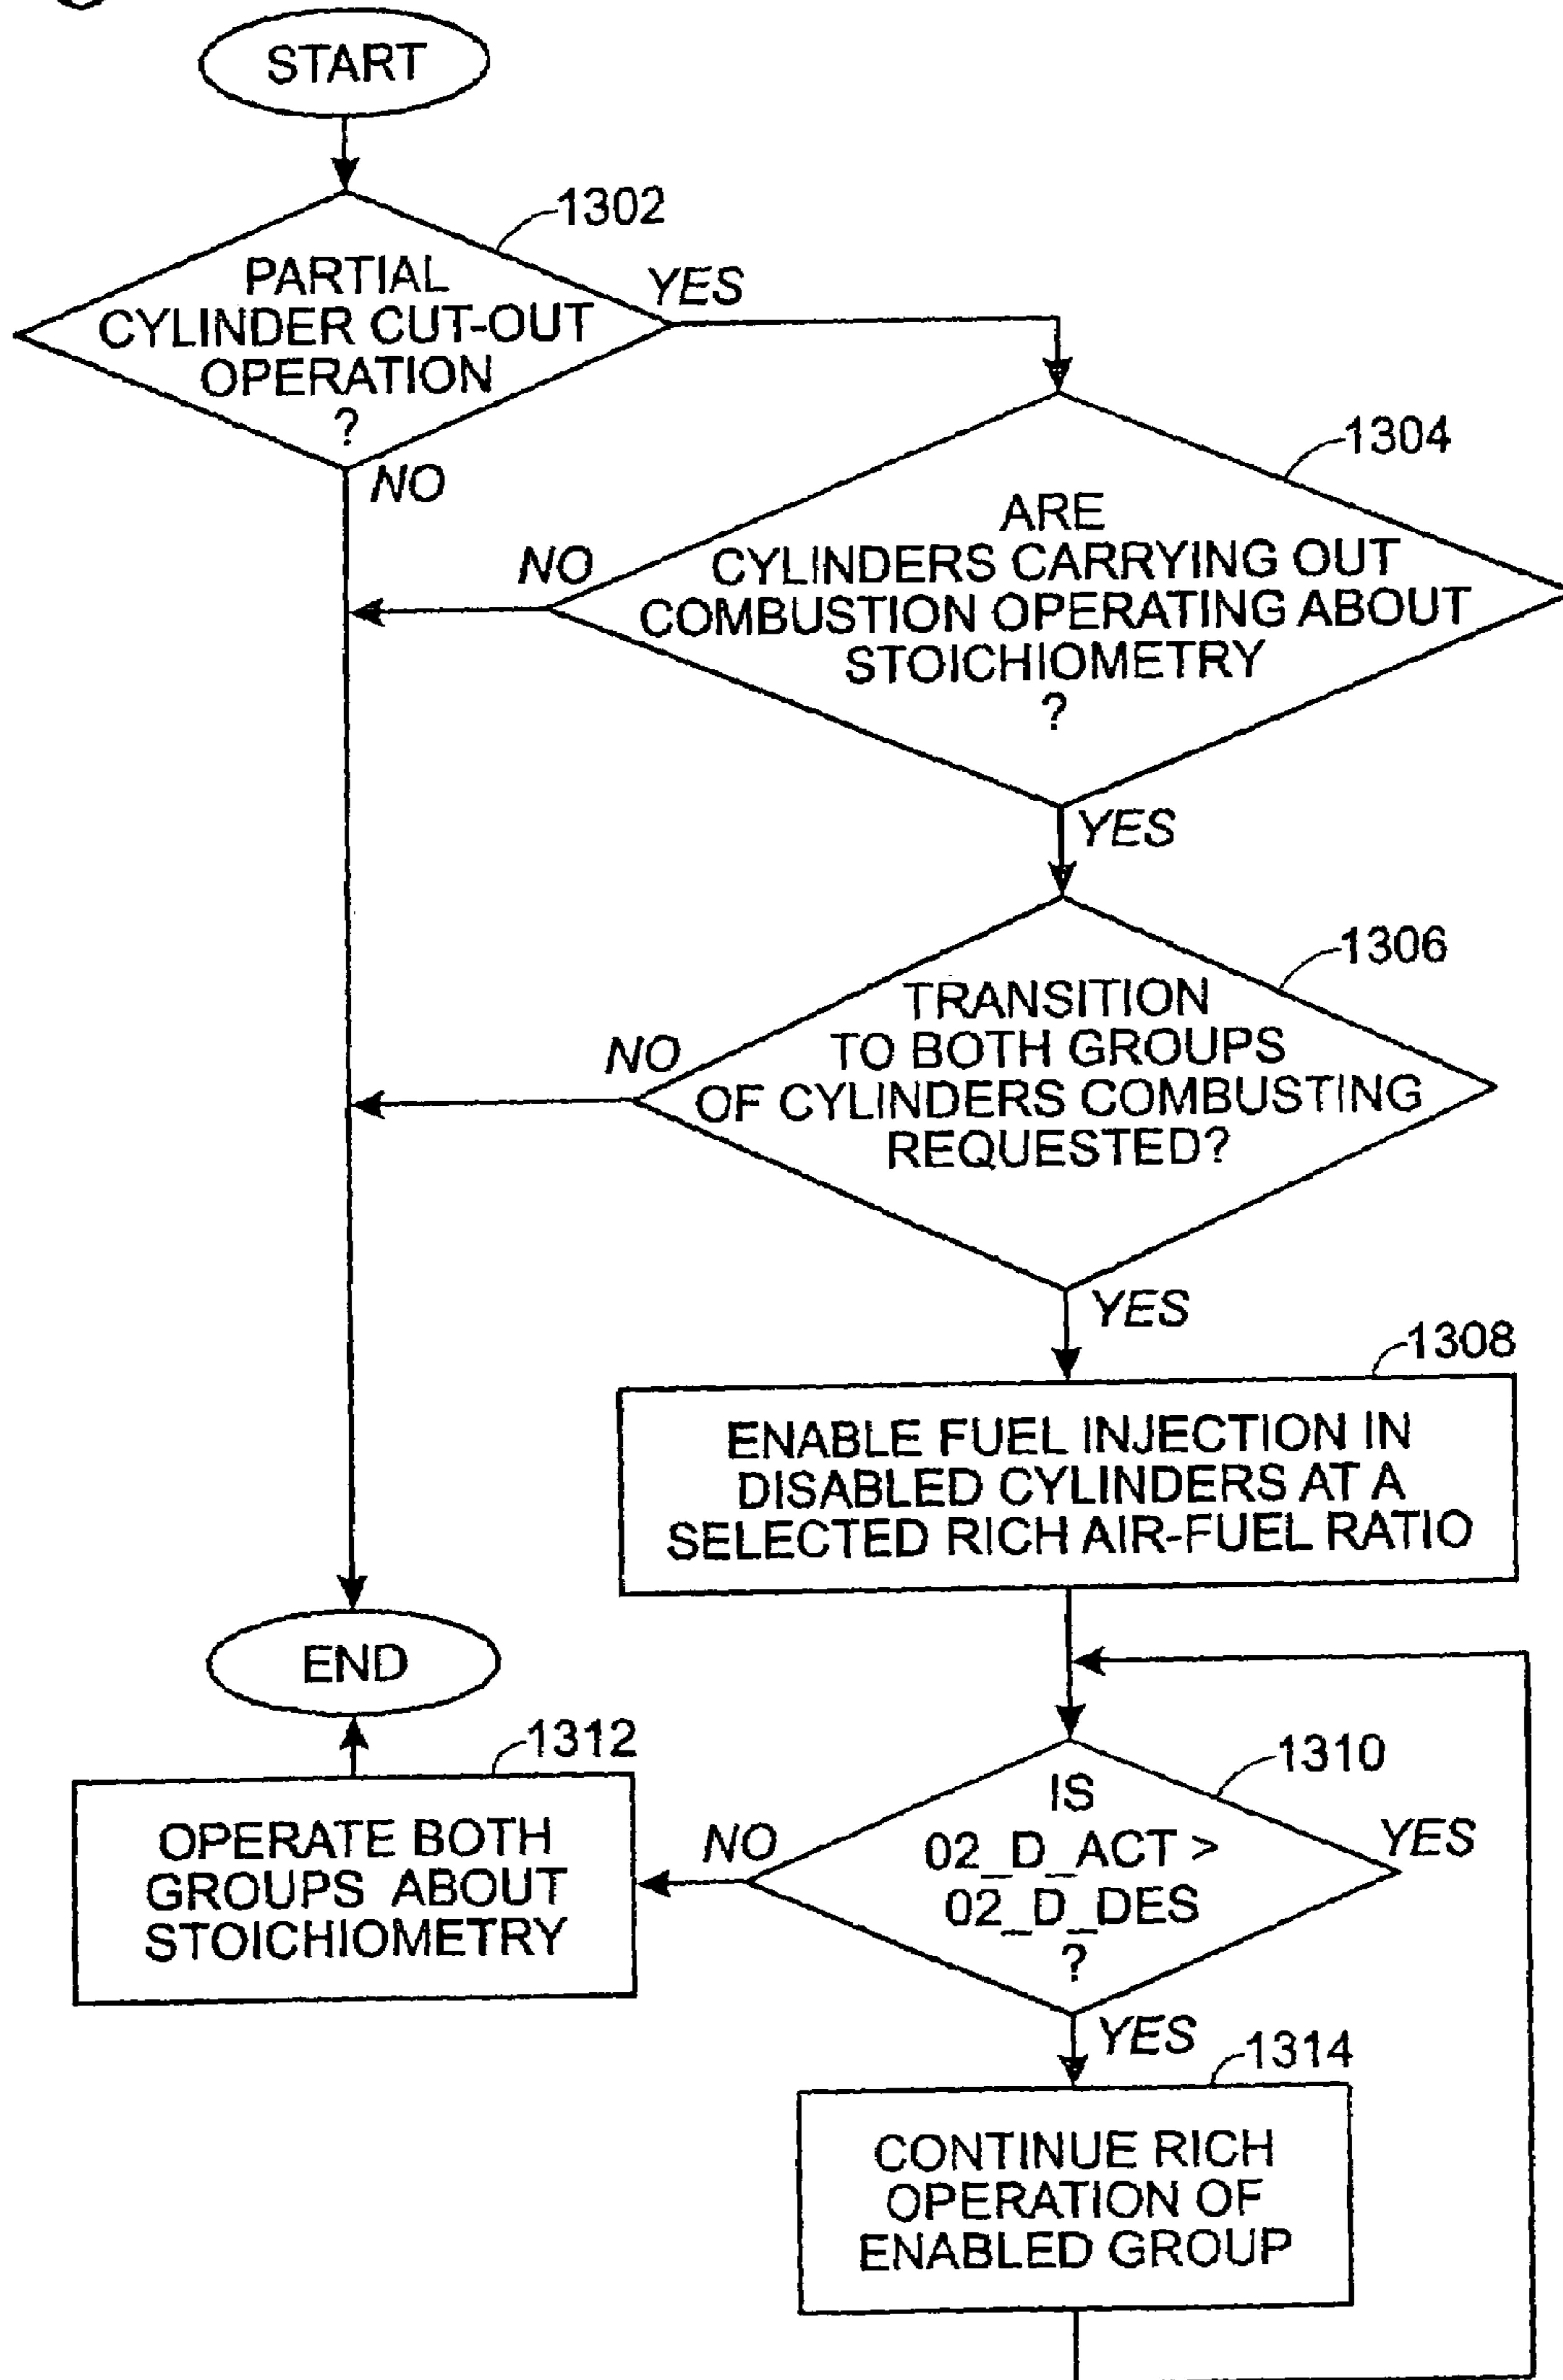 START
1302
PARTIAL
CYLINDER CUT-OUT
OPERATION
?
YES
NO
1304
ARE
CYLINDERS CARRYING OUT
COMBUSTION OPERATING ABOUT
STOICHIOMETRY
?
NO
YES
1306
TRANSITION
TO BOTH GROUPS
OF CYLINDERS COMBUSTING
REQUESTED?
NO
YES
1308
ENABLE FUEL INJECTION IN
DISABLED CYLINDERS AT A
SELECTED RICH AIR-FUEL RATIO
END
1312
OPERATE BOTH
GROUPS ABOUT
STOICHIOMETRY
1310
IS
02_D_ACT >
02_D_DES
?
NO
YES
YES
1314
CONTINUE RICH
OPERATION OF
ENABLED GROUP